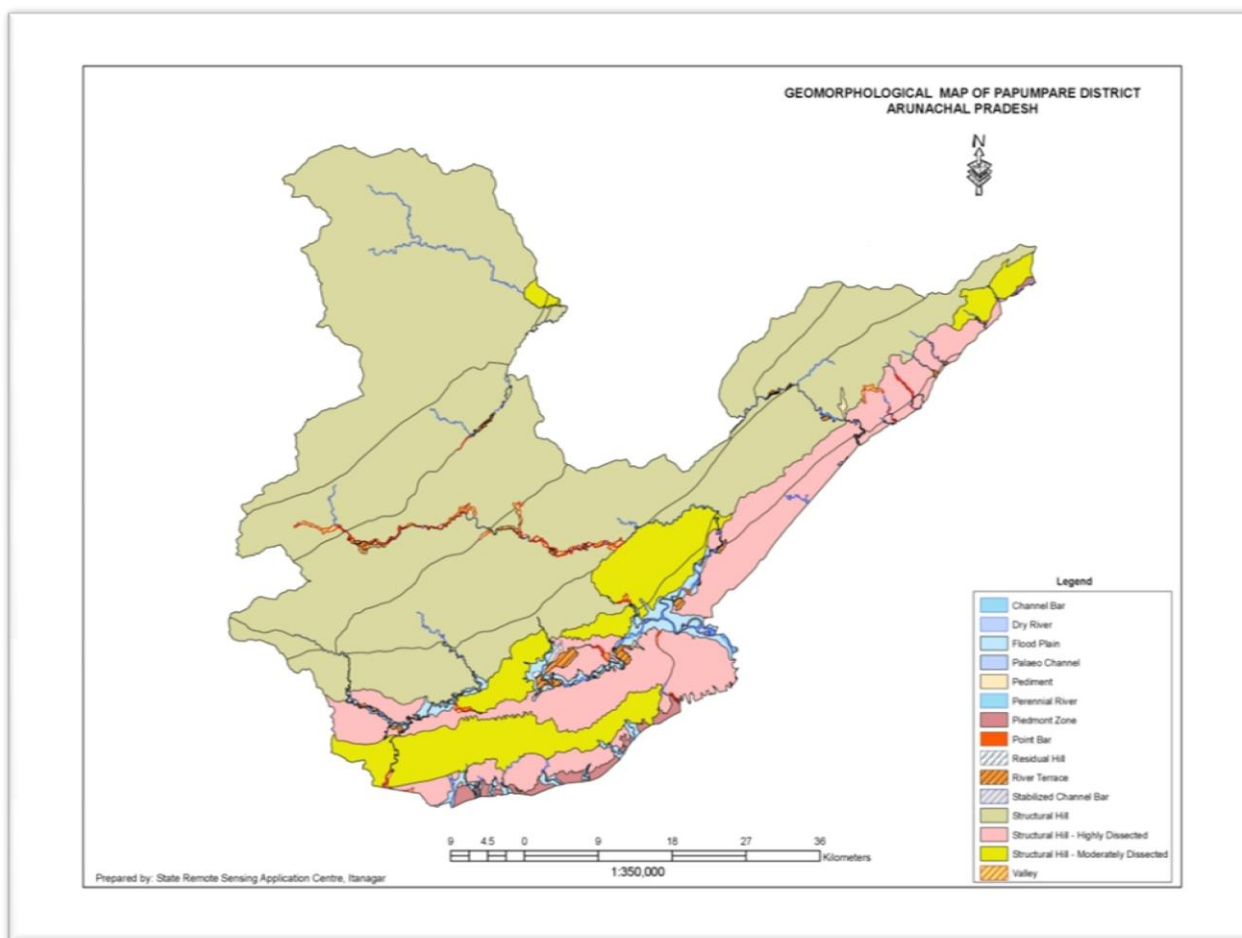 GEOMORPHOLOGICAL MAP OF PAPUMPARE DISTRICT
ARUNACHAL PRADESH
N
Legend
Channel Bar
Dry River
Flood Plain
Palaeo Channel
Pediment
Perennial River
Piedmont Zone
Point Bar
Residual Hill
River Terrace
Stabilized Channel Bar
Structural Hill
Structural Hill - Highly Dissected
Structural Hill - Moderately Dissected
Valley
9 4.5 0 9 18 27 36
Kilometers
1:350,000
Prepared by: State Remote Sensing Application Centre, Itanagar